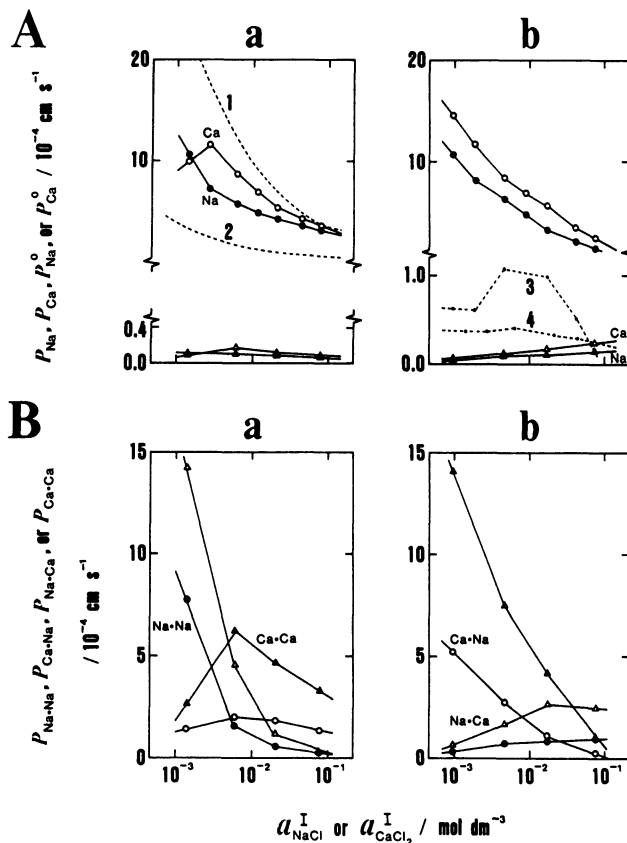 A
a
b
P_Na, P_Ca, P°_Na, or P°_Ca / 10⁻⁴ cm s⁻¹
20
10
0.4
0.0
1
Ca
Na
2
20
10
1.0
0.0
3
4
Ca
Na
B
a
b
P_Na·Na, P_Ca·Na, P_Na·Ca, or P_Ca·Ca
/ 10⁻⁴ cm s⁻¹
15
10
5
0
Na·Na
Ca·Ca
15
10
5
0
Ca·Na
Na·Ca
10⁻³ 10⁻² 10⁻¹
10⁻³ 10⁻² 10⁻¹
a^I_NaCl or a^I_CaCl₂ / mol dm⁻³